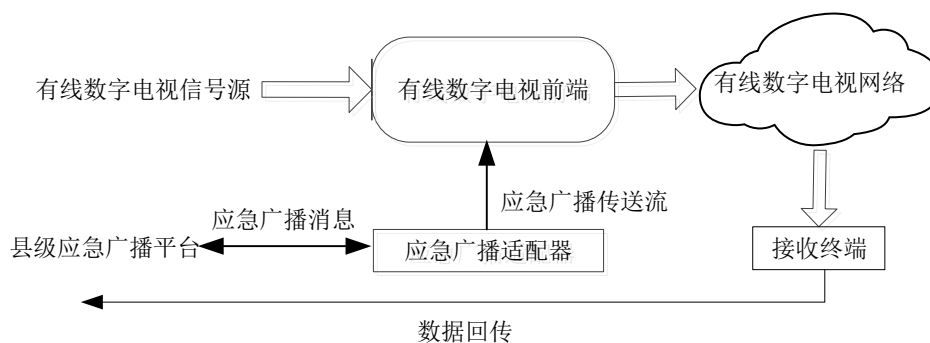 有线数字电视信号源
有线数字电视前端
有线数字电视网络
应急广播传送流
应急广播消息
县级应急广播平台
应急广播适配器
接收终端
数据回传